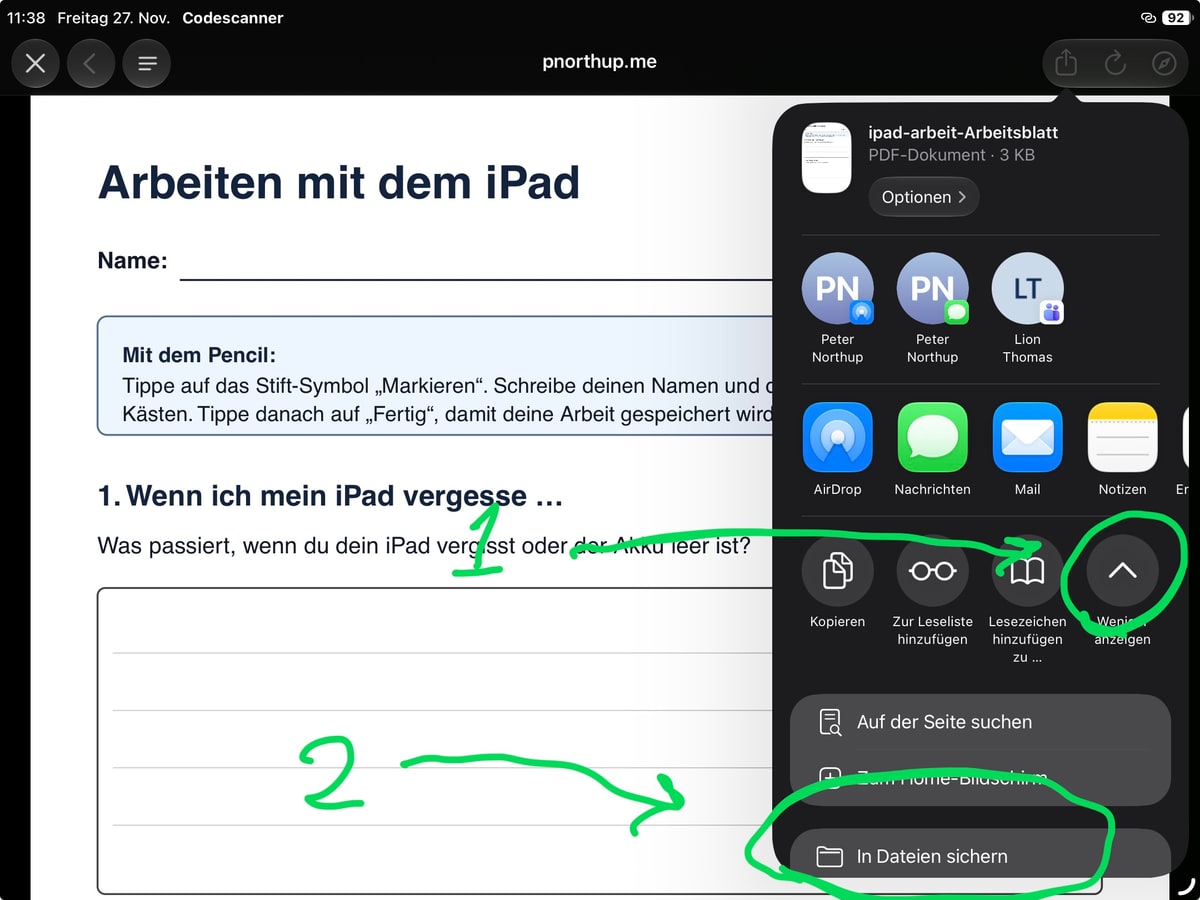 11:38 Freitag 27. Nov. Codescanner
92
pnorthup.me
Arbeiten mit dem iPad
Name:
Mit dem Pencil:
Tippe auf das Stift-Symbol „Markieren“. Schreibe deinen Namen und
Kästen. Tippe danach auf „Fertig“, damit deine Arbeit gespeichert wird
1. Wenn ich mein iPad vergesse …
Was passiert, wenn du dein iPad vergisst oder der Akku leer ist?
1
2
ipad-arbeit-Arbeitsblatt
PDF-Dokument · 3 KB
Optionen
PN PN LT
Peter Northup
Peter Northup
Lion Thomas
AirDrop Nachrichten Mail Notizen
Kopieren
Zur Leseliste hinzufügen
Lesezeichen hinzufügen zu ...
Weniger anzeigen
Auf der Seite suchen
Zum Home-Bildschirm
In Dateien sichern